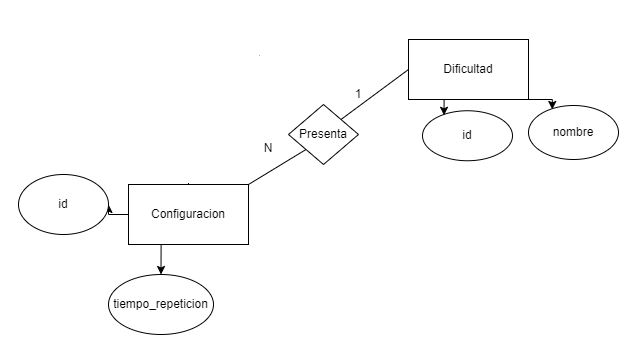 Dificultad
1
Presenta
id
nombre
N
id
Configuracion
tiempo_repeticion